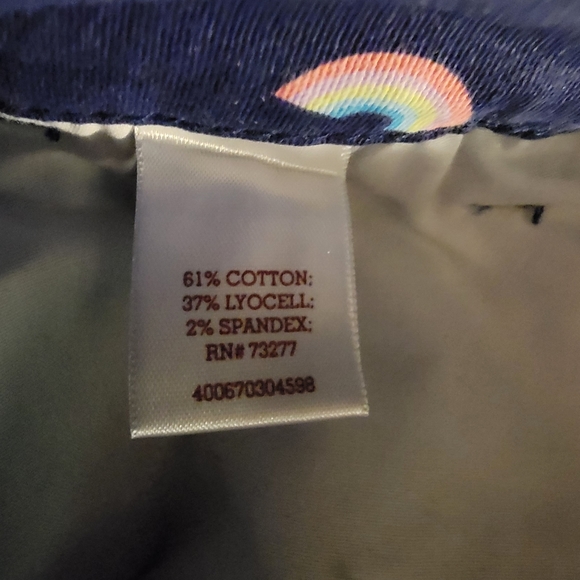 61% COTTON;
37% LYOCELL;
2% SPANDEX;
RN# 73277
400670304598